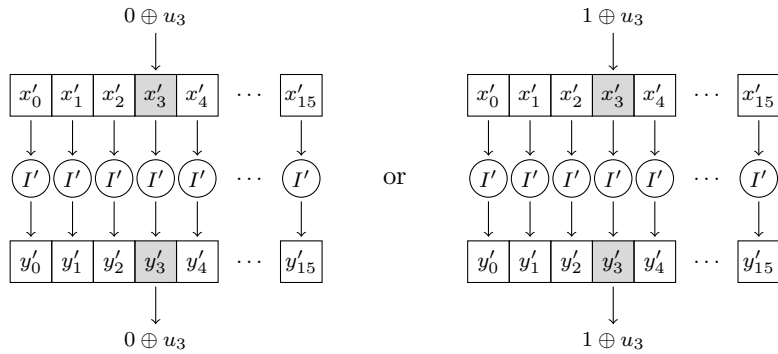 0 ⊕ u₃ 1 ⊕ u₃
x′₀ x′₁ x′₂ x′₃ x′₄ ⋯ x′₁₅ x′₀ x′₁ x′₂ x′₃ x′₄ ⋯ x′₁₅
I′ I′ I′ I′ I′ ⋯ I′ or I′ I′ I′ I′ I′ ⋯ I′
y′₀ y′₁ y′₂ y′₃ y′₄ ⋯ y′₁₅ y′₀ y′₁ y′₂ y′₃ y′₄ ⋯ y′₁₅
0 ⊕ u₃ 1 ⊕ u₃